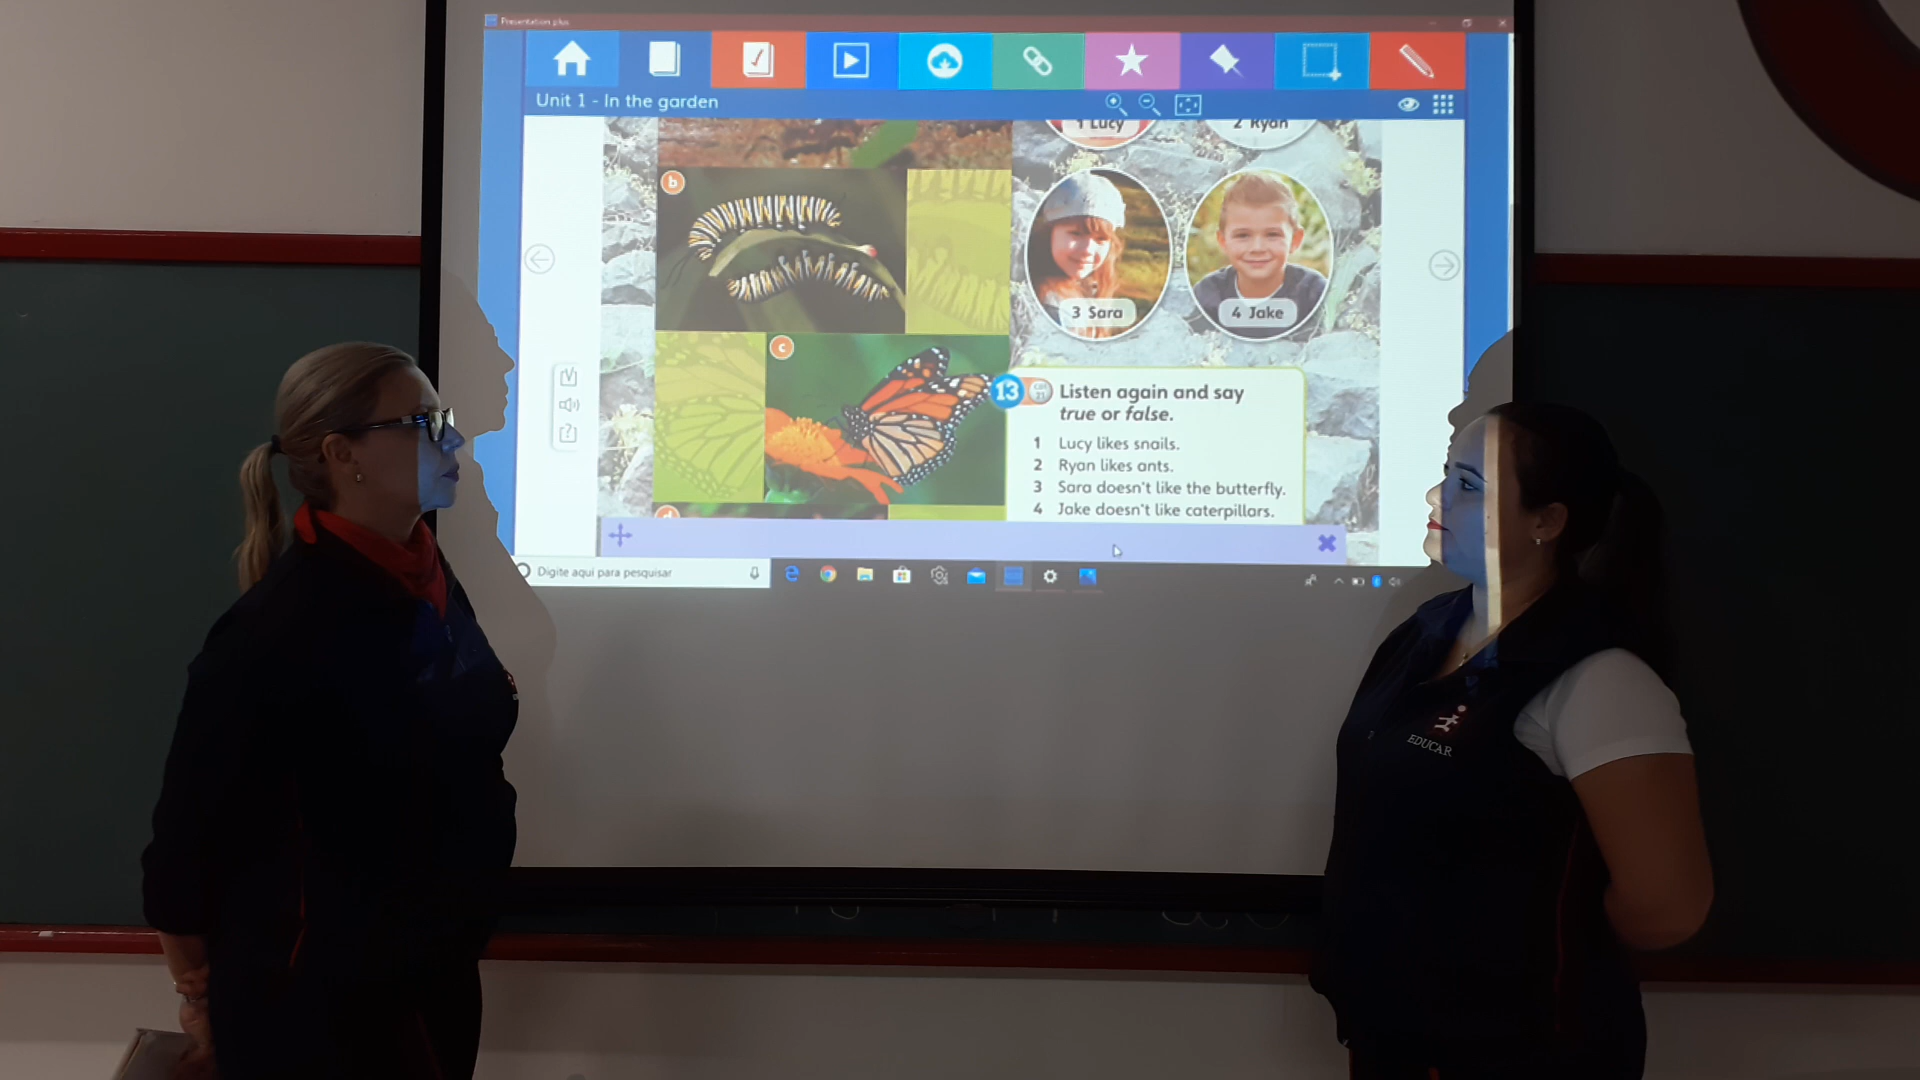 Presentation plus
Unit 1 - In the garden
1 Lucy
2 Ryan
b
3 Sara
4 Jake
c
13
Listen again and say
true or false.
1 Lucy likes snails.
2 Ryan likes ants.
3 Sara doesn't like the butterfly.
4 Jake doesn't like caterpillars.
d
Digite aqui para pesquisar
EDUCAR